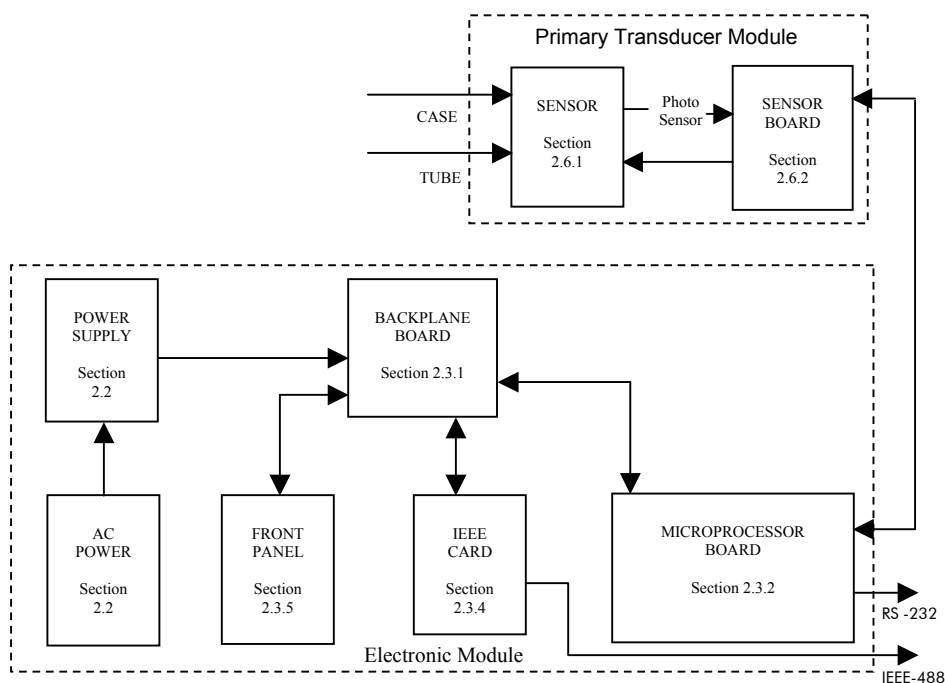 Primary Transducer Module
CASE
TUBE
SENSOR
Section
2.6.1
Photo
Sensor
SENSOR
BOARD
Section
2.6.2
POWER
SUPPLY
Section
2.2
BACKPLANE
BOARD
Section 2.3.1
AC
POWER
Section
2.2
FRONT
PANEL
Section
2.3.5
IEEE
CARD
Section
2.3.4
MICROPROCESSOR
BOARD
Section 2.3.2
RS -232
Electronic Module
IEEE-488